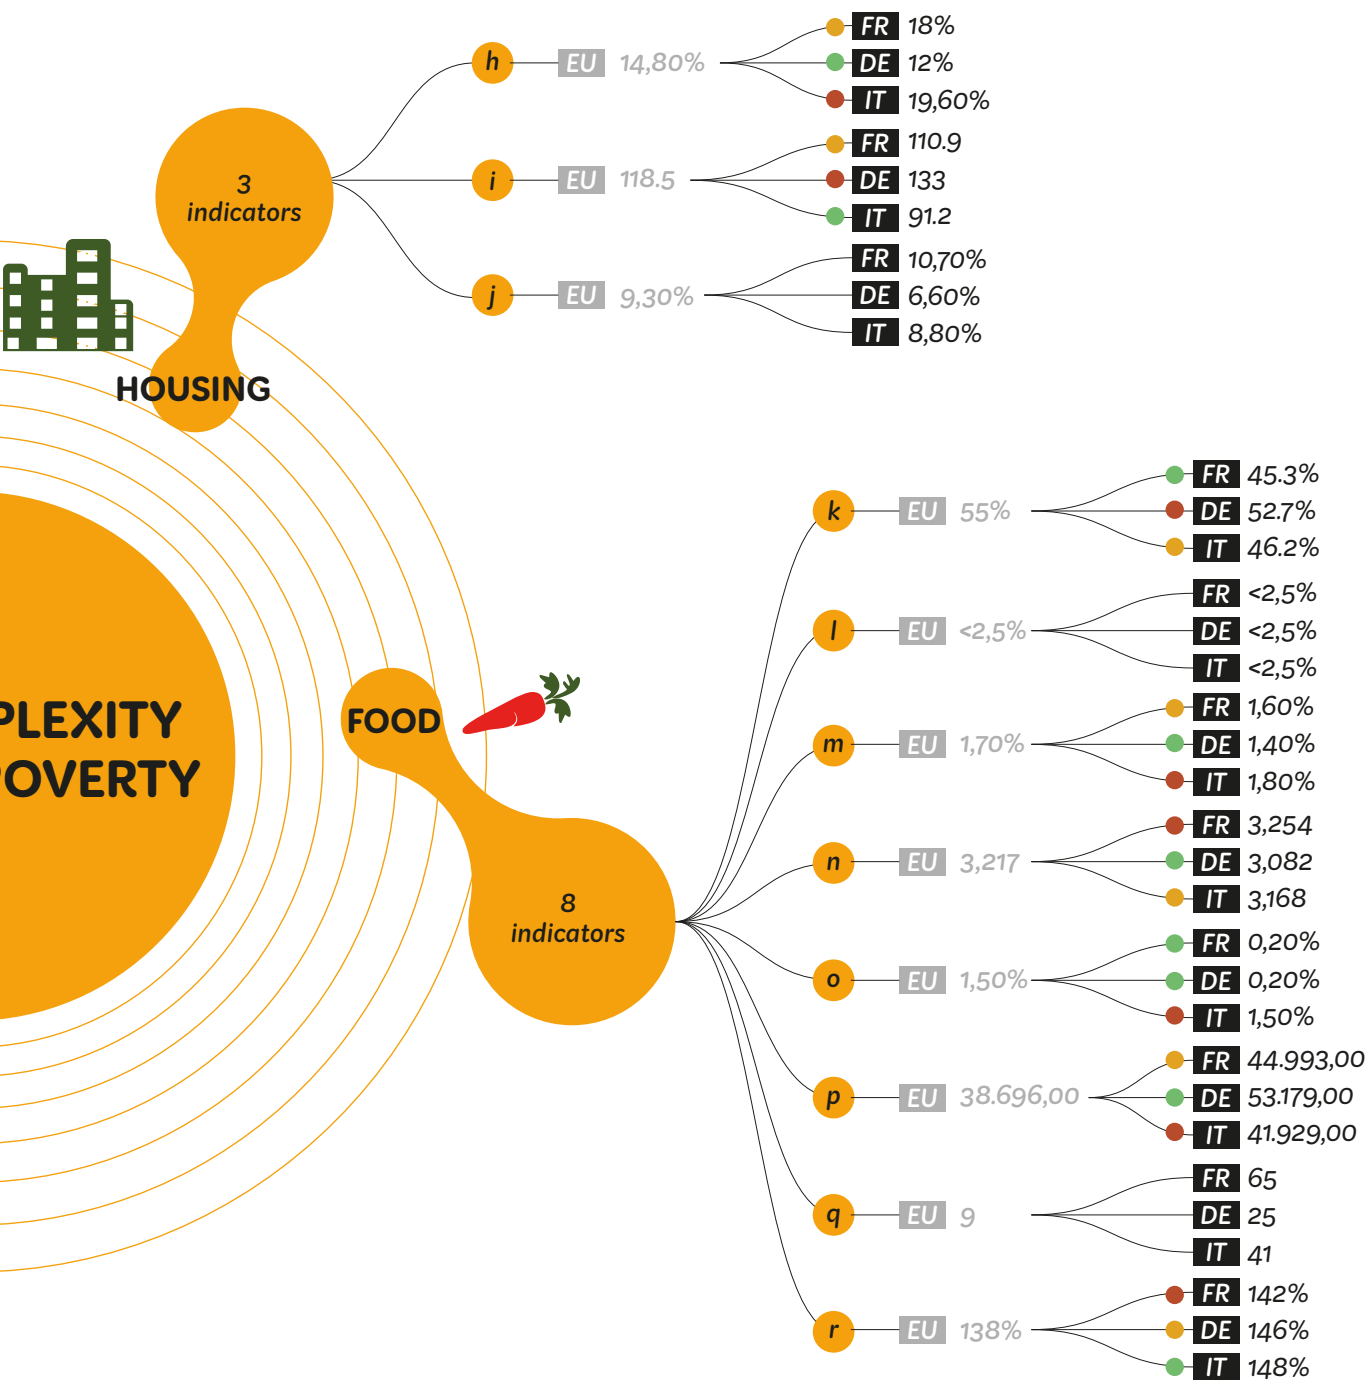 3
indicators
HOUSING
h
EU 14,80%
FR 18%
DE 12%
IT 19,60%
i
EU 118.5
FR 110.9
DE 133
IT 91.2
j
EU 9,30%
FR 10,70%
DE 6,60%
IT 8,80%
PLEXITY
POVERTY
FOOD
8
indicators
k
EU 55%
FR 45.3%
DE 52.7%
IT 46.2%
l
EU <2,5%
FR <2,5%
DE <2,5%
IT <2,5%
m
EU 1,70%
FR 1,60%
DE 1,40%
IT 1,80%
n
EU 3,217
FR 3,254
DE 3,082
IT 3,168
o
EU 1,50%
FR 0,20%
DE 0,20%
IT 1,50%
p
EU 38.696,00
FR 44.993,00
DE 53.179,00
IT 41.929,00
q
EU 9
FR 65
DE 25
IT 41
r
EU 138%
FR 142%
DE 146%
IT 148%